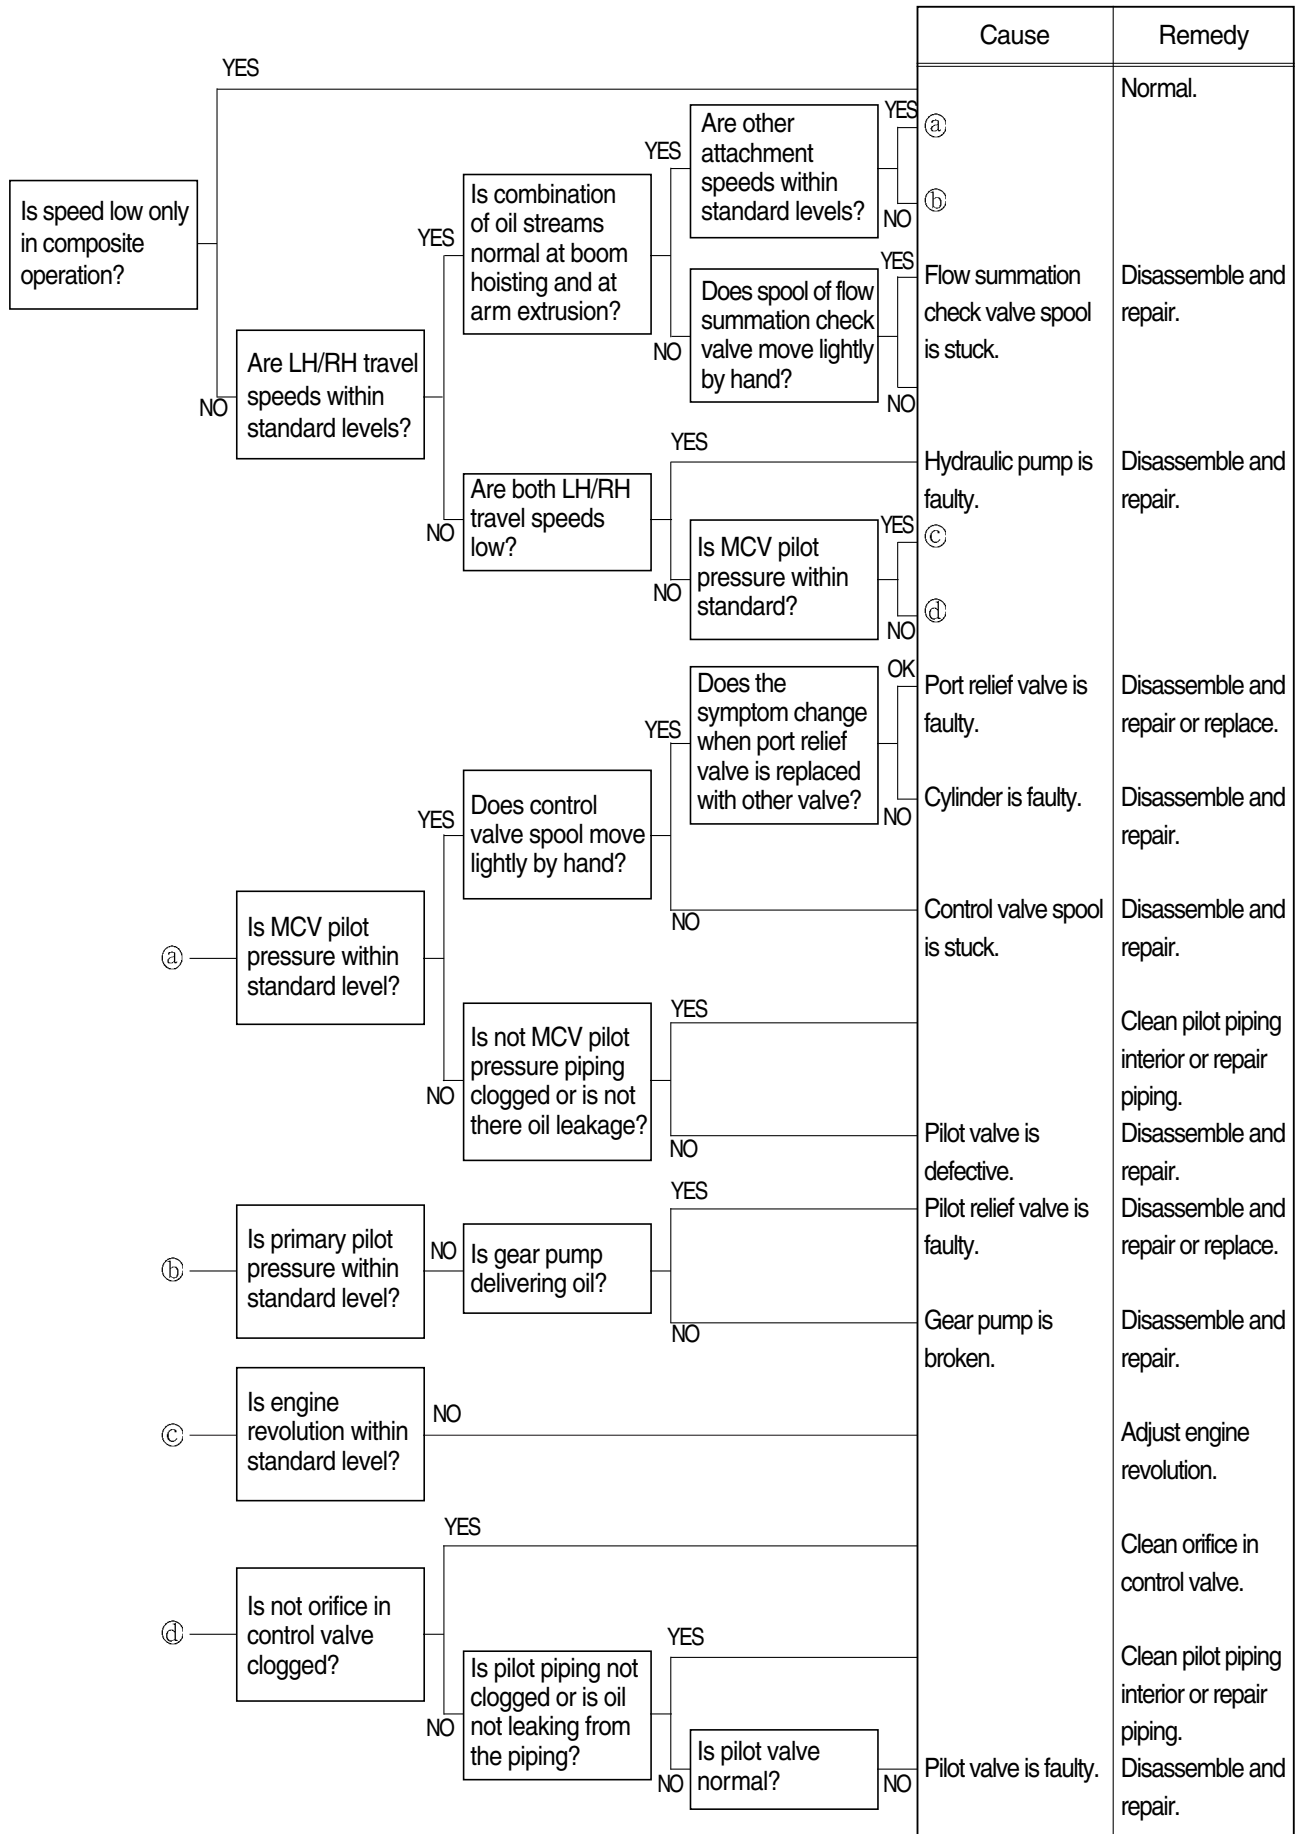 Cause
Remedy
YES
Normal.
Are other
attachment
speeds within
standard levels?
YES
YES
ⓐ
ⓑ
NO
Is speed low only
in composite
operation?
Is combination
of oil streams
normal at boom
hoisting and at
arm extrusion?
YES
Does spool of flow
summation check
valve move lightly
by hand?
YES
NO
NO
Flow summation
check valve spool
is stuck.
Disassemble and
repair.
NO
Are LH/RH travel
speeds within
standard levels?
YES
Hydraulic pump is
faulty.
Disassemble and
repair.
Are both LH/RH
travel speeds
low?
NO
Is MCV pilot
pressure within
standard?
YES
ⓒ
NO
ⓓ
NO
Does the
symptom change
when port relief
valve is replaced
with other valve?
OK
Port relief valve is
faulty.
Disassemble and
repair or replace.
YES
NO
Cylinder is faulty.
Disassemble and
repair.
Does control
valve spool move
lightly by hand?
YES
NO
Control valve spool
is stuck.
Disassemble and
repair.
ⓐ
Is MCV pilot
pressure within
standard level?
YES
Clean pilot piping
interior or repair
piping.
Is not MCV pilot
pressure piping
clogged or is not
there oil leakage?
NO
NO
Pilot valve is
defective.
Disassemble and
repair.
YES
Pilot relief valve is
faulty.
Disassemble and
repair or replace.
ⓑ
Is primary pilot
pressure within
standard level?
NO
Is gear pump
delivering oil?
NO
Gear pump is
broken.
Disassemble and
repair.
ⓒ
Is engine
revolution within
standard level?
NO
Adjust engine
revolution.
YES
Clean orifice in
control valve.
ⓓ
Is not orifice in
control valve
clogged?
YES
Clean pilot piping
interior or repair
piping.
NO
Is pilot piping not
clogged or is oil
not leaking from
the piping?
NO
Is pilot valve
normal?
NO
Pilot valve is faulty.
Disassemble and
repair.